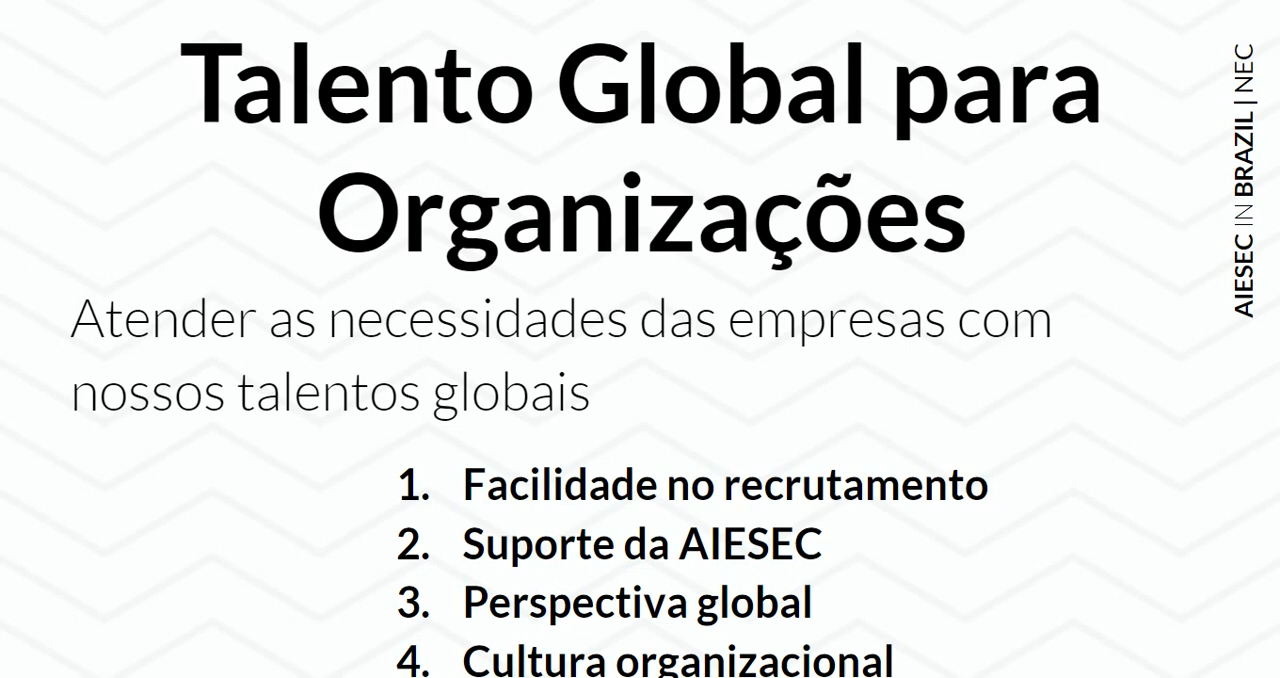 Talento Global para
Organizações
Atender as necessidades das empresas com
nossos talentos globais
1. Facilidade no recrutamento
2. Suporte da AIESEC
3. Perspectiva global
4. Cultura organizacional
AIESEC IN BRAZIL | NEC